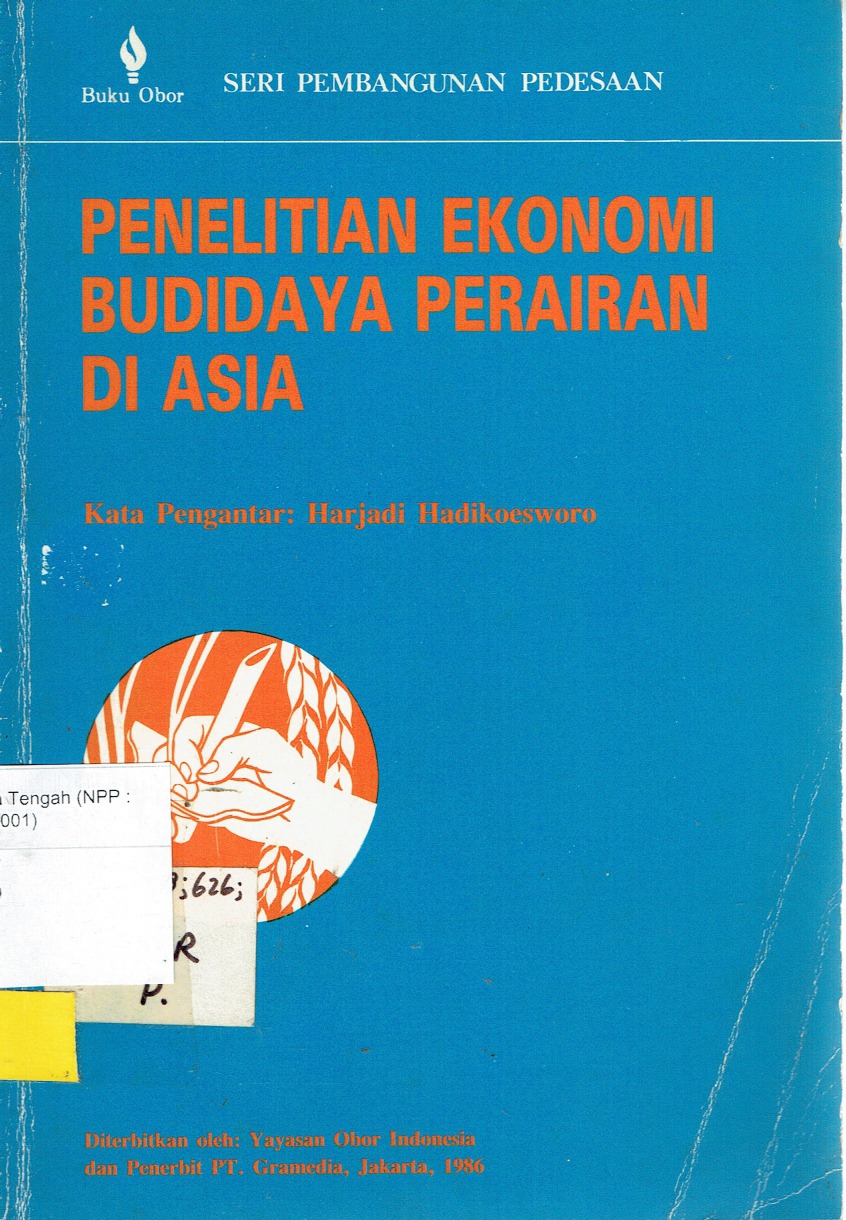 Buku Obor
SERI PEMBANGUNAN PEDESAAN
PENELITIAN EKONOMI
BUDIDAYA PERAIRAN
DI ASIA
Kata Pengantar: Harjadi Hadikoesworo
Tengah (NPP :
001)
;626;
R
P.
Diterbitkan oleh: Yayasan Obor Indonesia
dan Penerbit PT. Gramedia, Jakarta, 1986